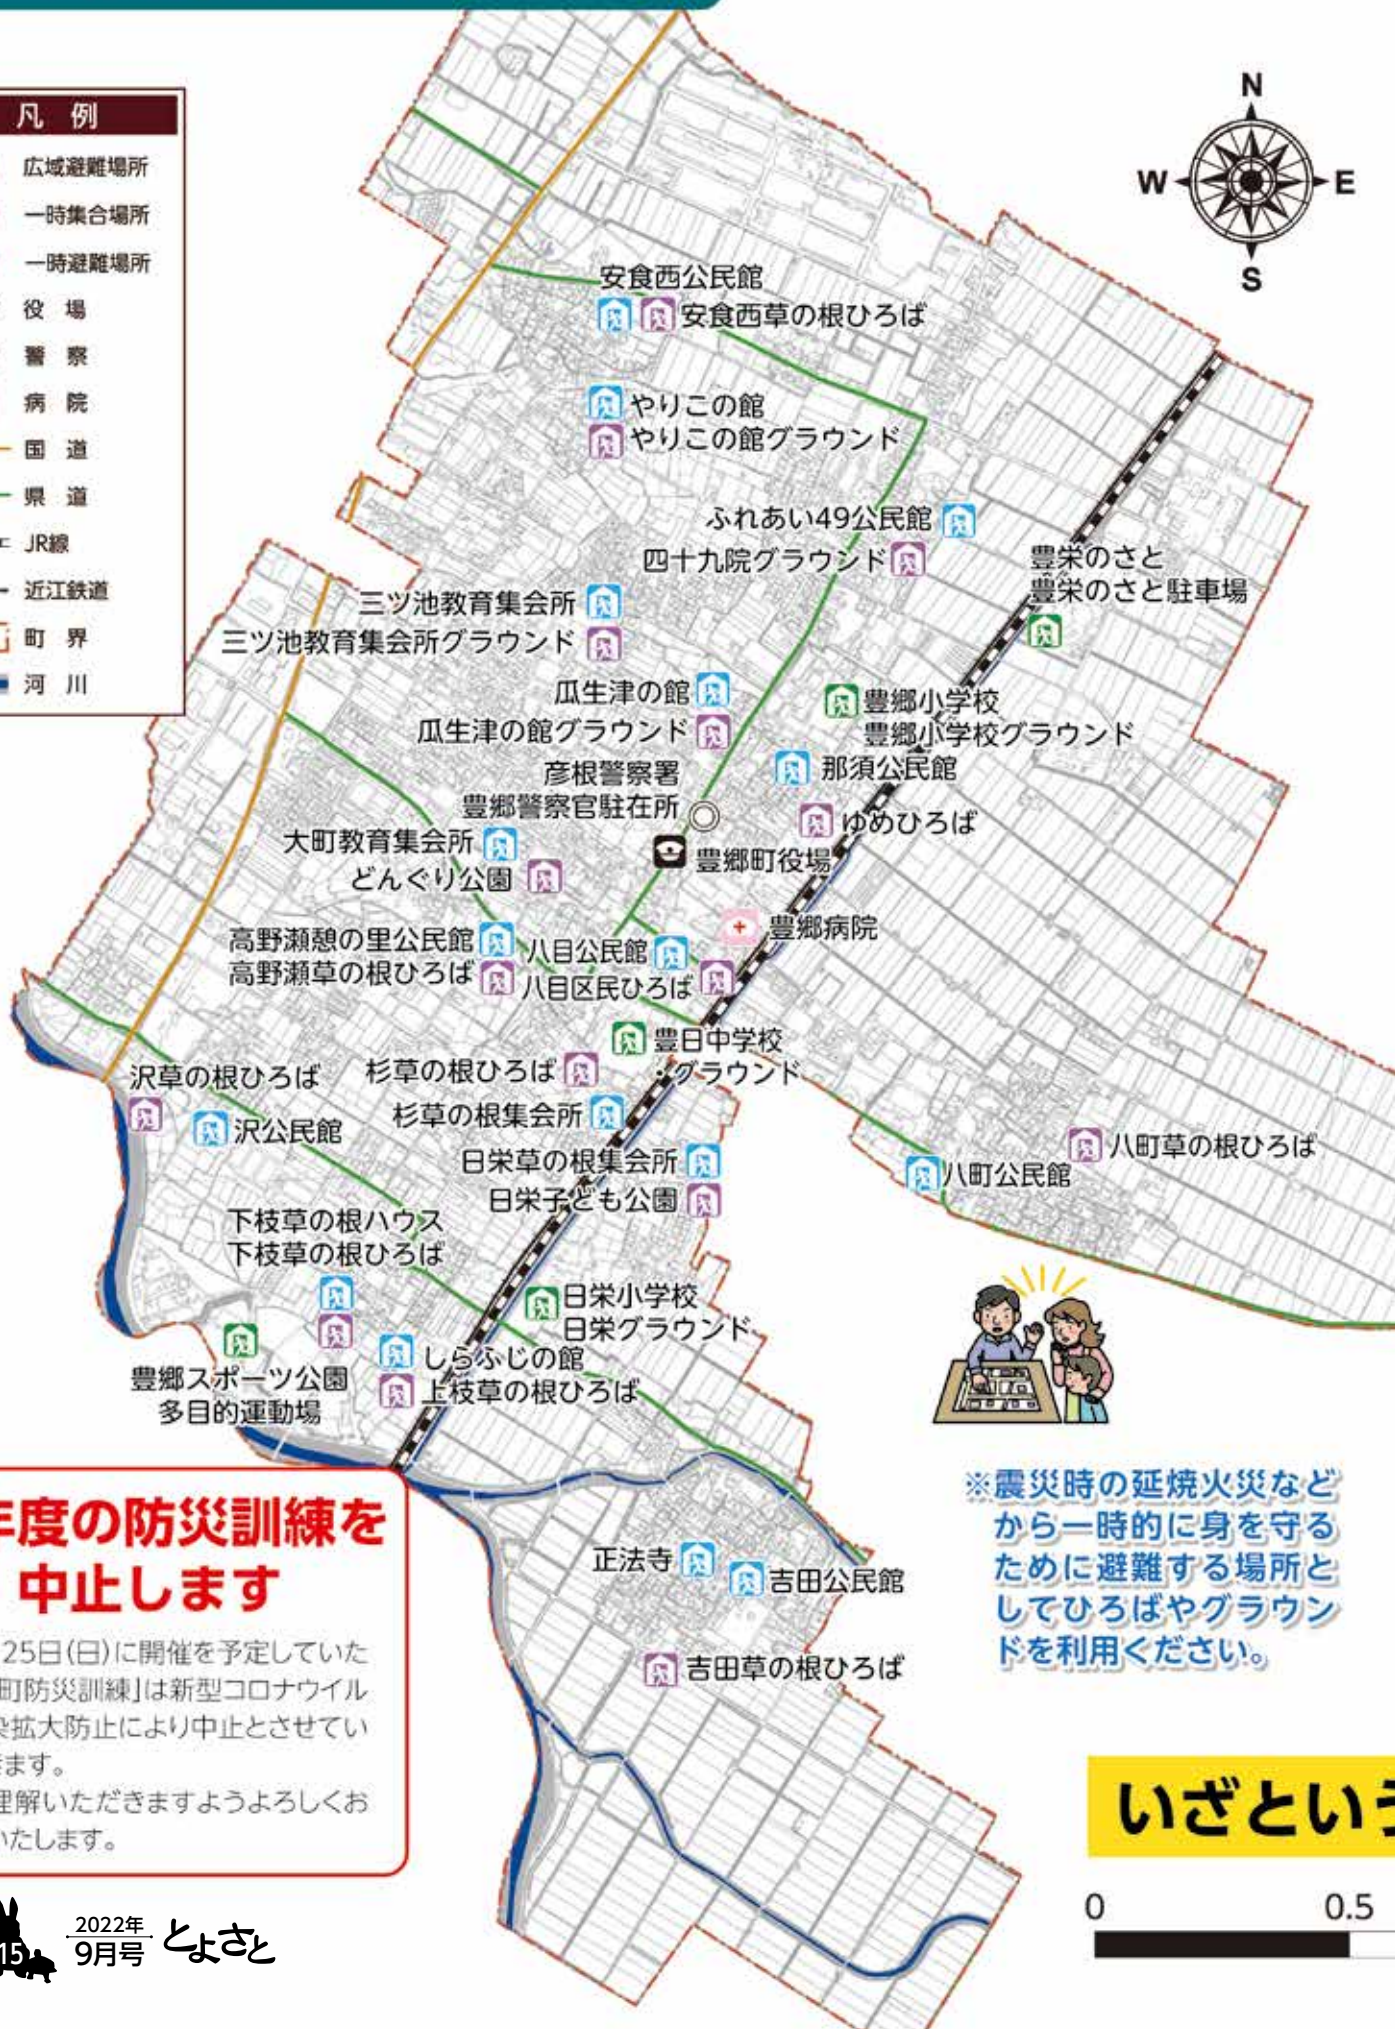 凡 例
広域避難場所
一時集合場所
一時避難場所
役 場
警 察
病 院
国 道
県 道
JR線
近江鉄道
町 界
河 川
N
W
E
S
安食西公民館
安食西草の根ひろば
やりこの館
やりこの館グラウンド
ふれあい49公民館
四十九院グラウンド
豊栄のさと
豊栄のさと駐車場
三ツ池教育集会所
三ツ池教育集会所グラウンド
瓜生津の館
瓜生津の館グラウンド
豊郷小学校
豊郷小学校グラウンド
那須公民館
ゆめひろば
彦根警察署
豊郷警察官駐在所
豊郷町役場
大町教育集会所
どんぐり公園
豊郷病院
高野瀬憩の里公民館
高野瀬草の根ひろば
八目公民館
八目区民ひろば
豊日中学校
・グラウンド
沢草の根ひろば
沢公民館
杉草の根ひろば
杉草の根集会所
日栄草の根集会所
日栄子ども公園
八町草の根ひろば
八町公民館
下枝草の根ハウス
下枝草の根ひろば
日栄小学校
日栄グラウンド
しらふじの館
上枝草の根ひろば
豊郷スポーツ公園
多目的運動場
正法寺
吉田公民館
吉田草の根ひろば
年度の防災訓練を
中止します
25日(日)に開催を予定していた
町防災訓練」は新型コロナウイル
染拡大防止により中止とさせてい
きます。
理解いただきますようよろしくお
いたします。
※震災時の延焼火災など
から一時的に身を守る
ために避難する場所と
してひろばやグラウン
ドを利用ください。
いざという
0 0.5
15
2022年
9月号
とよさと